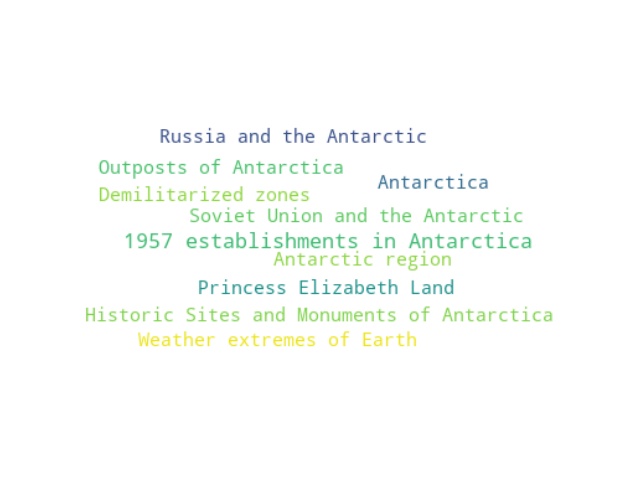 Russia and the Antarctic
Outposts of Antarctica
Antarctica
Demilitarized zones
Soviet Union and the Antarctic
1957 establishments in Antarctica
Antarctic region
Princess Elizabeth Land
Historic Sites and Monuments of Antarctica
Weather extremes of Earth